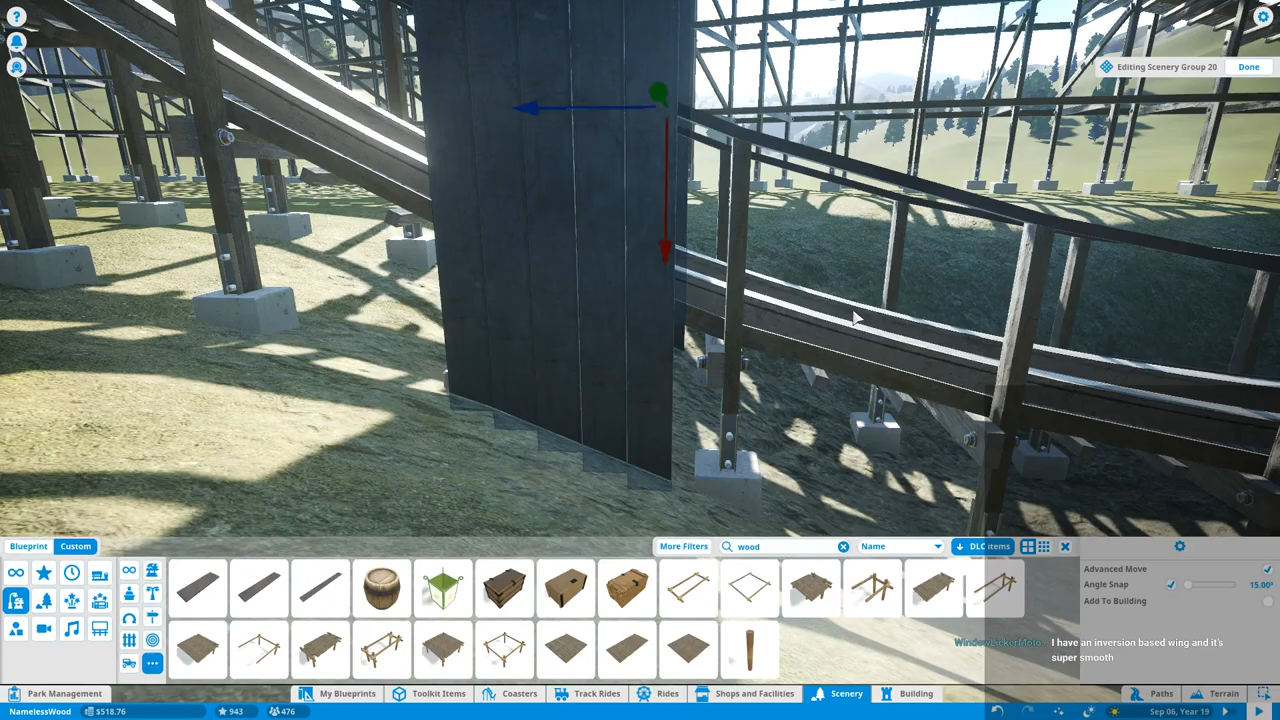 ?
Editing Scenery Group 20
Done
Blueprint
Custom
More Filters
wood
Name
DLC items
Advanced Move
Angle Snap
15.00°
Add To Building
WindowLickerMoto I have an inversion based wing and it's
super smooth
Park Management
My Blueprints
Toolkit Items
Coasters
Track Rides
Rides
Shops and Facilities
Scenery
Building
Paths
Terrain
NamelessWood
$518.76
943
476
Sep 06, Year 19